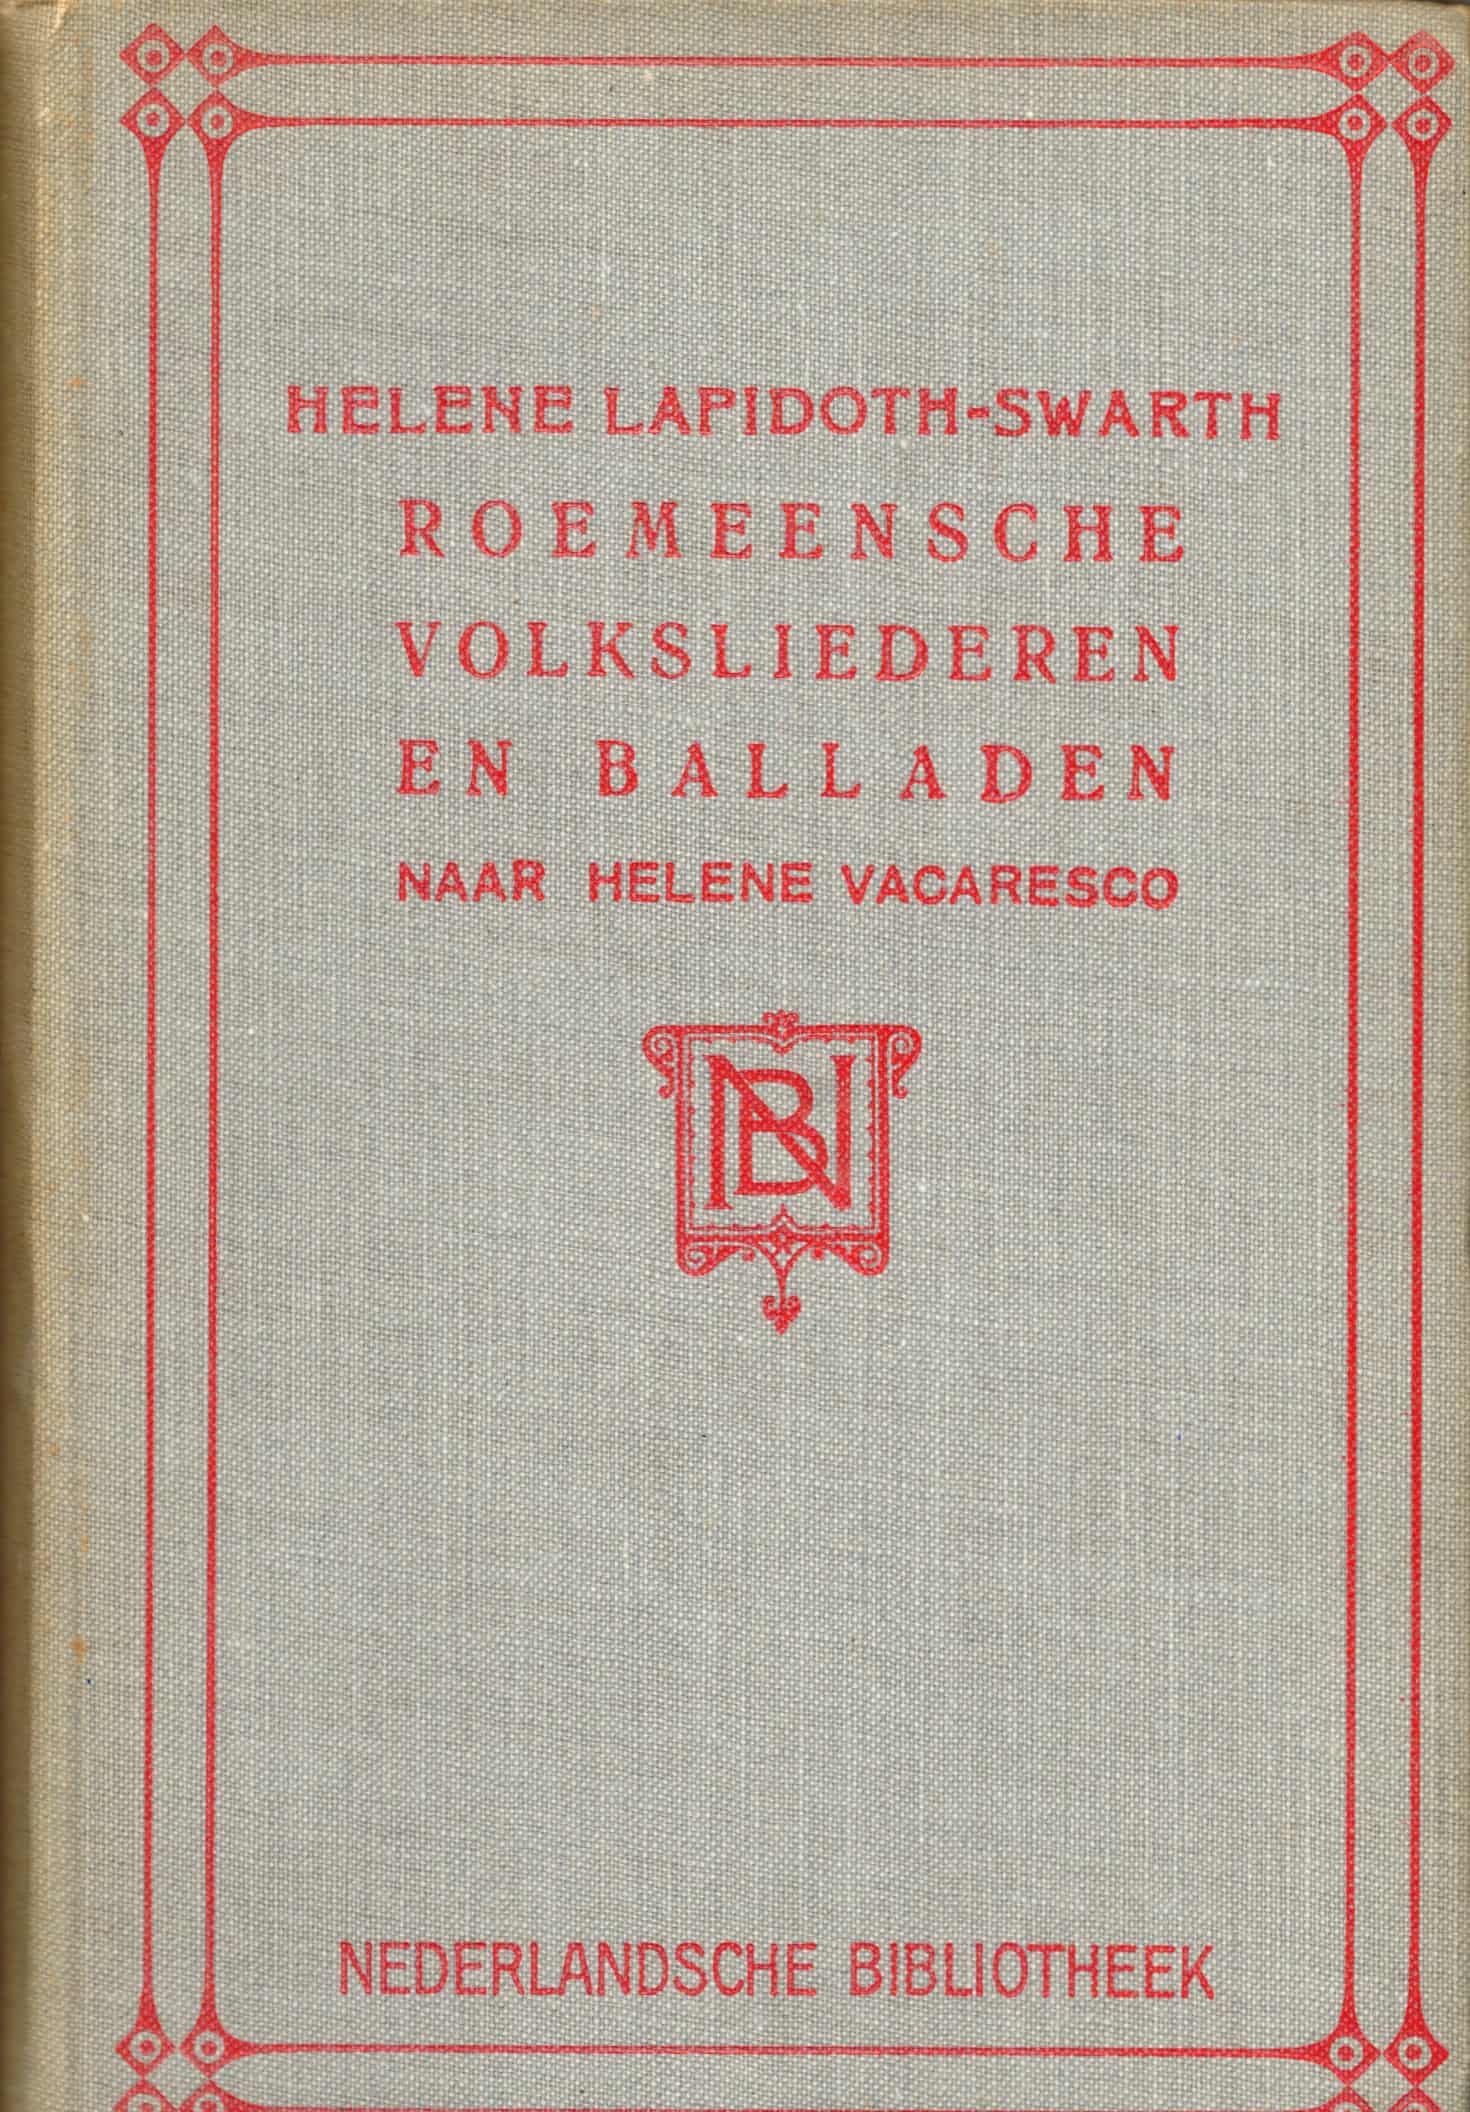 HELENE LAPIDOTH-SWARTH
ROEMEENSCHE
VOLKSLIEDEREN
EN BALLADEN
NAAR HELENE VACARESCO
NB
NEDERLANDSCHE BIBLIOTHEEK